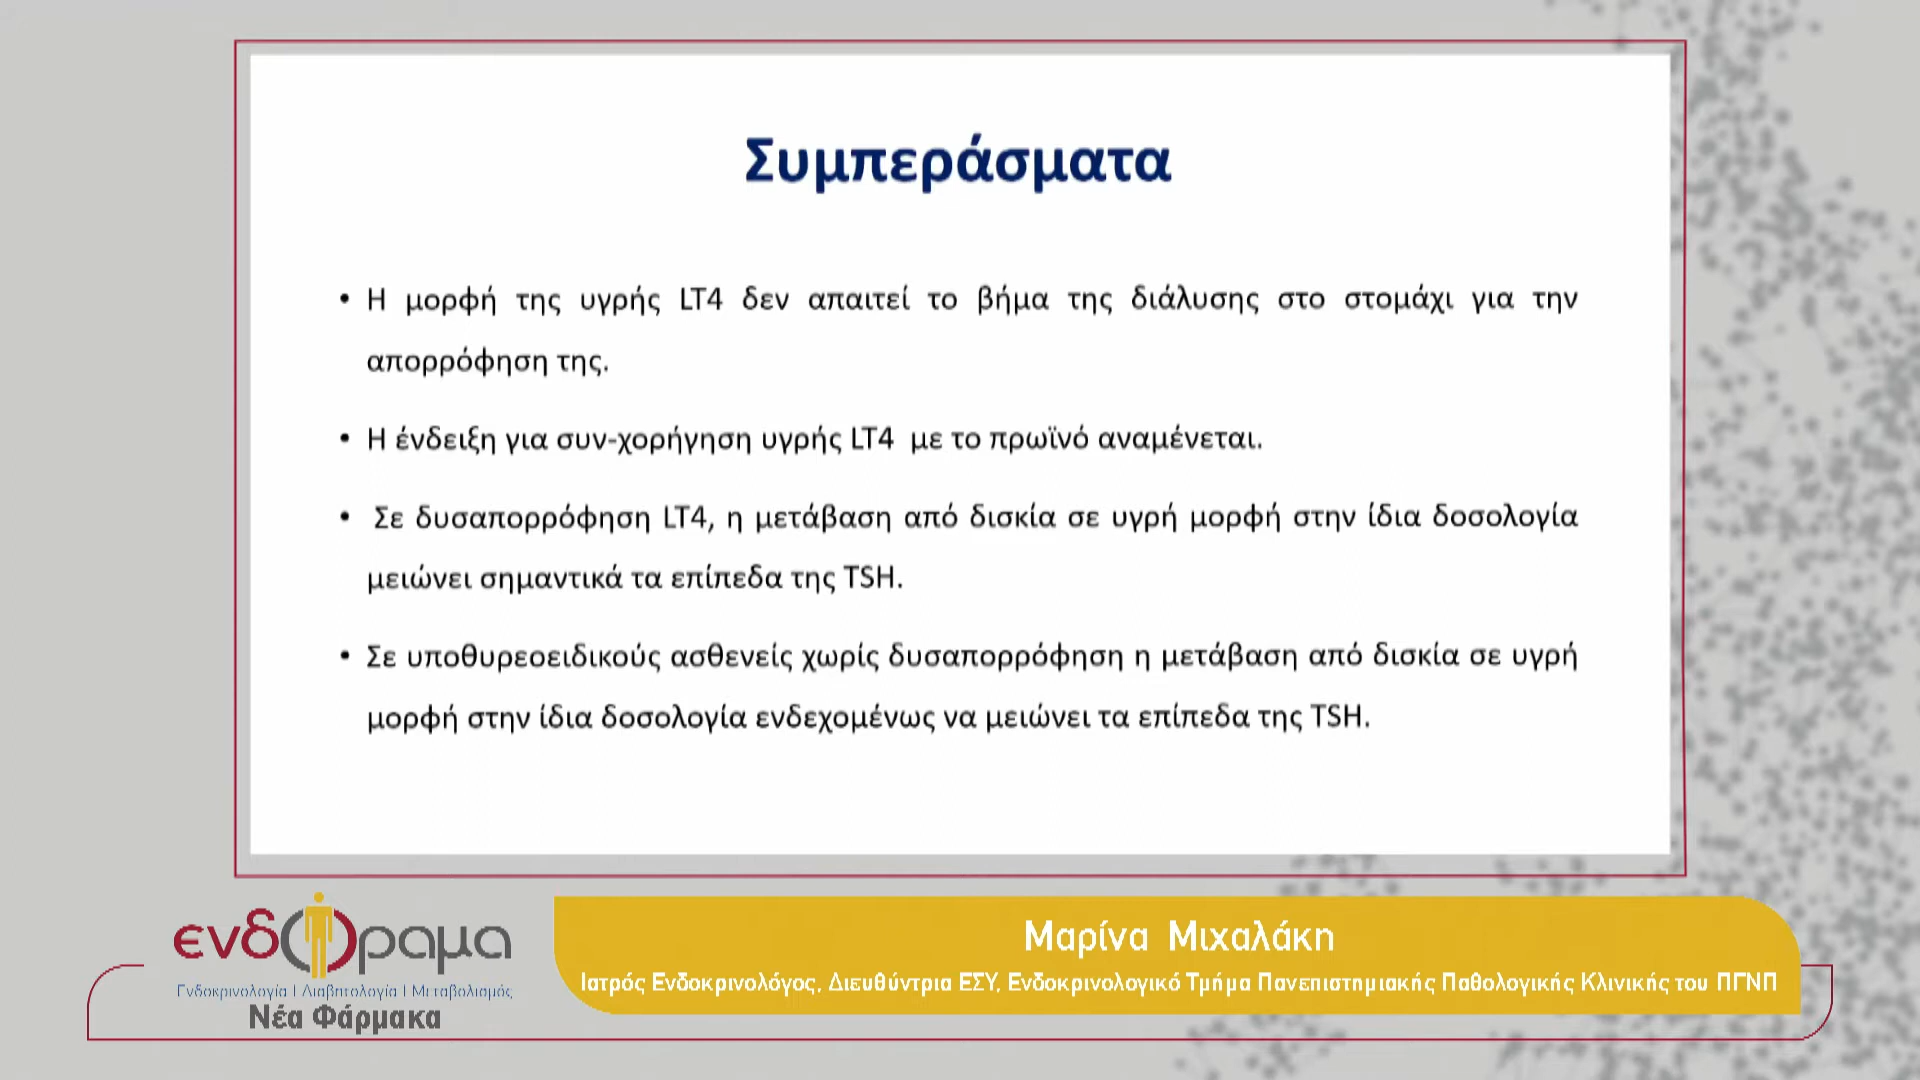 Συμπεράσματα
• Η μορφή της υγρής LT4 δεν απαιτεί το βήμα της διάλυσης στο στομάχι για την
απορρόφηση της.
• Η ένδειξη για συν-χορήγηση υγρής LT4 με το πρωϊνό αναμένεται.
• Σε δυσαπορρόφηση LT4, η μετάβαση από δισκία σε υγρή μορφή στην ίδια δοσολογία
μειώνει σημαντικά τα επίπεδα της TSH.
• Σε υποθυρεοειδικούς ασθενείς χωρίς δυσαπορρόφηση η μετάβαση από δισκία σε υγρή
μορφή στην ίδια δοσολογία ενδεχομένως να μειώνει τα επίπεδα της TSH.
ενδόραμα
Ενδοκρινολογία | Διαβητολογία | Μεταβολισμός
Νέα Φάρμακα
Μαρίνα Μιχαλάκη
Ιατρός Ενδοκρινολόγος, Διευθύντρια ΕΣΥ, Ενδοκρινολογικό Τμήμα Πανεπιστημιακής Παθολογικής Κλινικής του ΠΓΝΠ